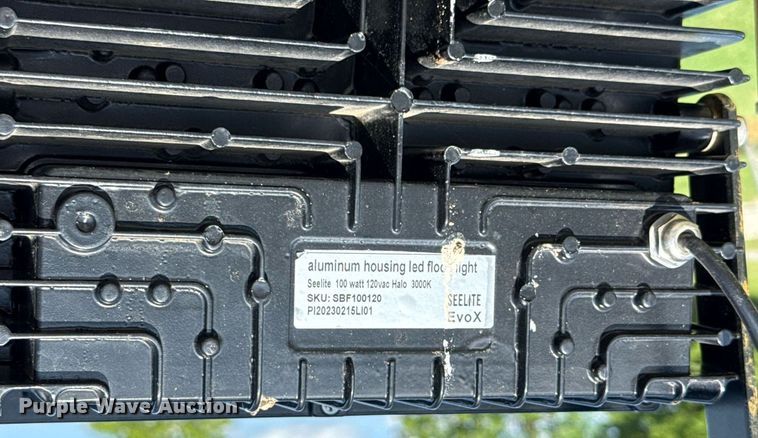 aluminum housing led flood light
Seelite 100 watt 120vac Halo 3000K
SKU: SBF100120
PI20230215LI01
SEELITE
EvoX
Purple Wave Auction